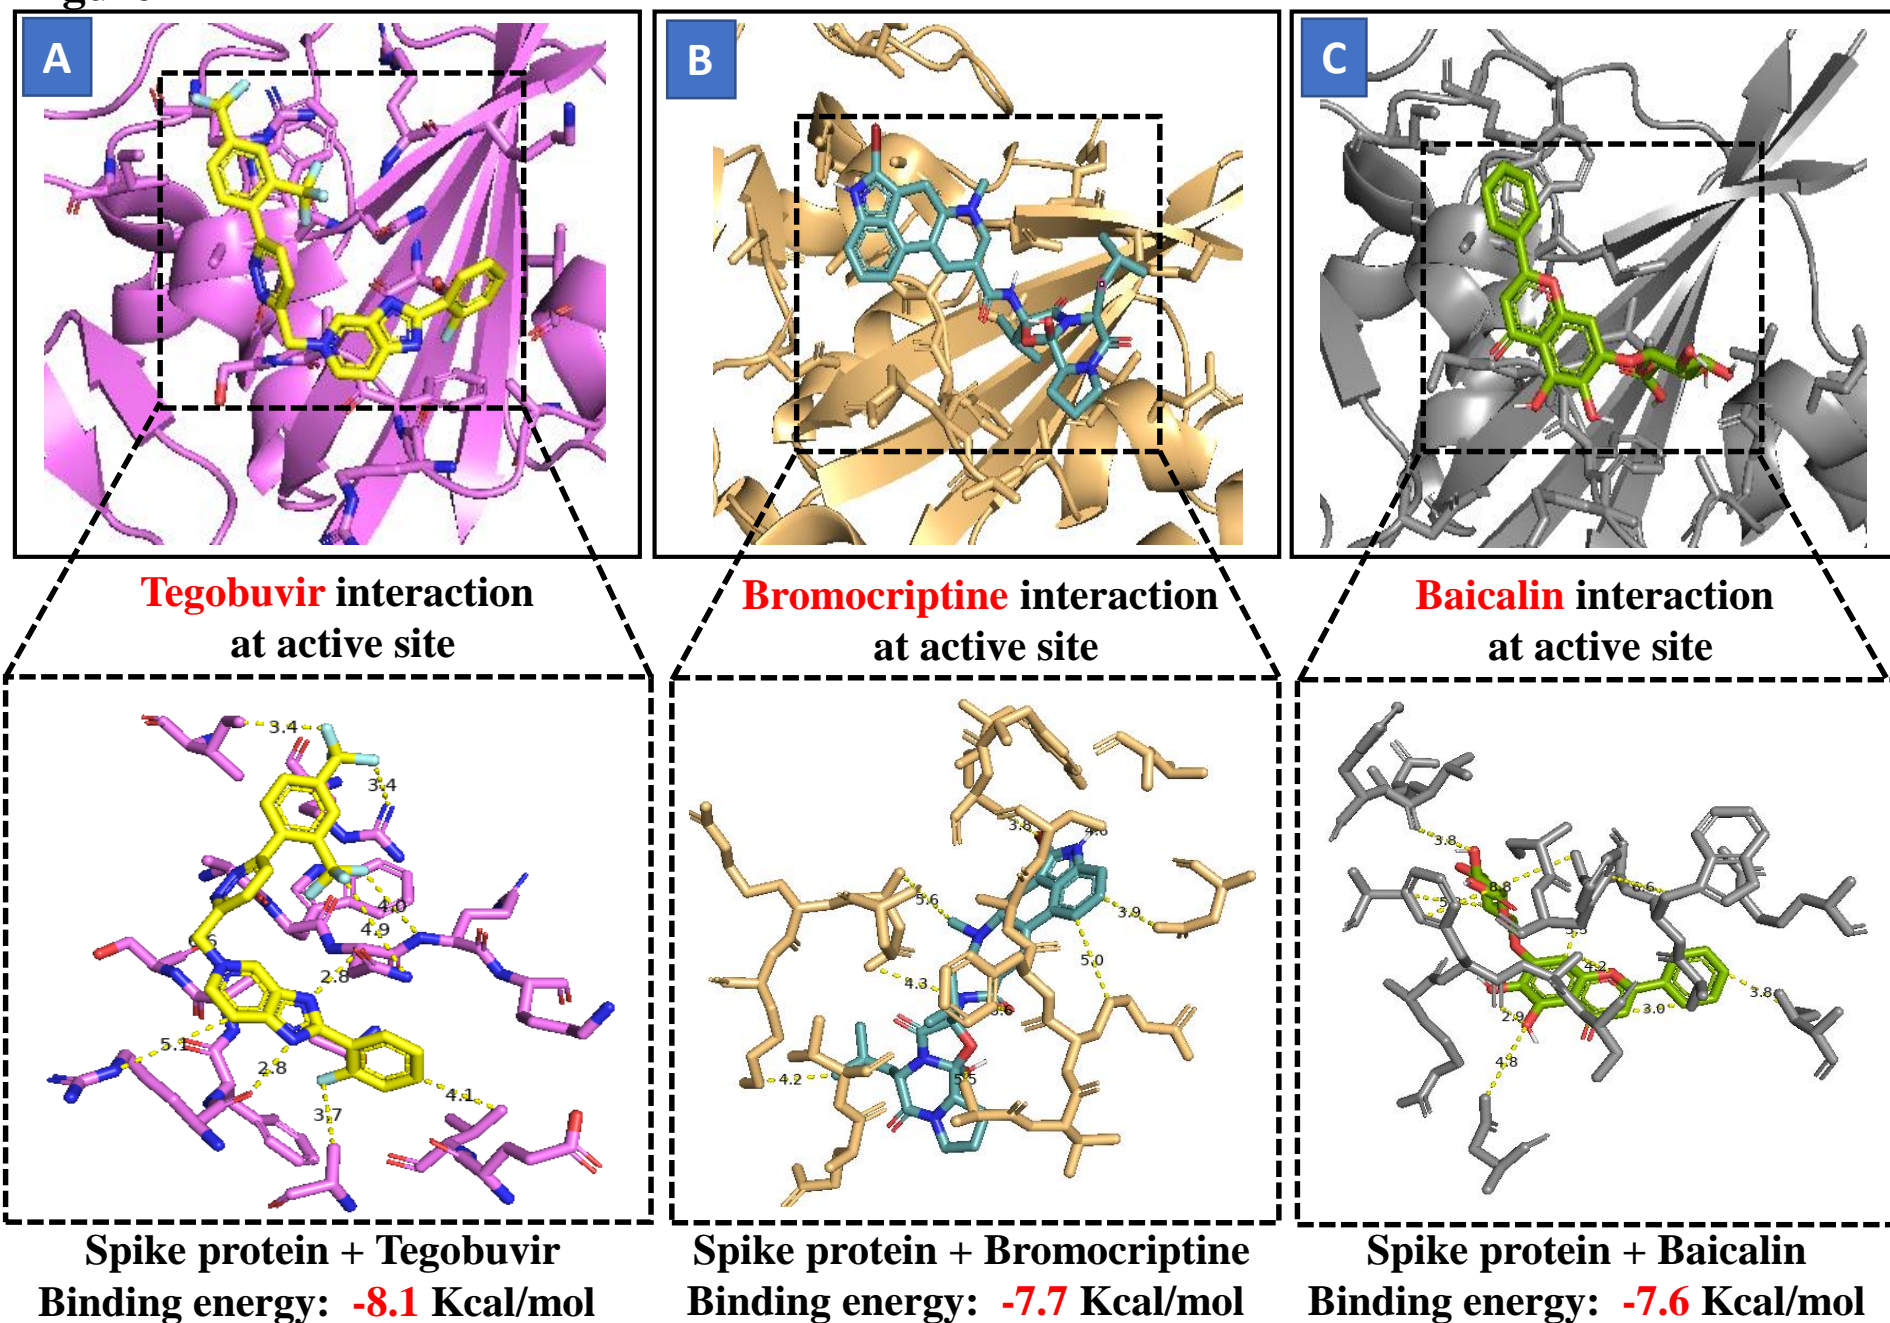 A
B
C
Tegobuvir interaction
at active site
Bromocriptine interaction
at active site
Baicalin interaction
at active site
3.4
3.4
4.0
4.9
2.8
5.1
2.8
3.7
4.1
3.8
5.6
3.9
5.0
4.3
4.2
5.5
3.8
8.8
4.2
3.0
3.8
2.9
4.8
Spike protein + Tegobuvir
Binding energy: -8.1 Kcal/mol
Spike protein + Bromocriptine
Binding energy: -7.7 Kcal/mol
Spike protein + Baicalin
Binding energy: -7.6 Kcal/mol